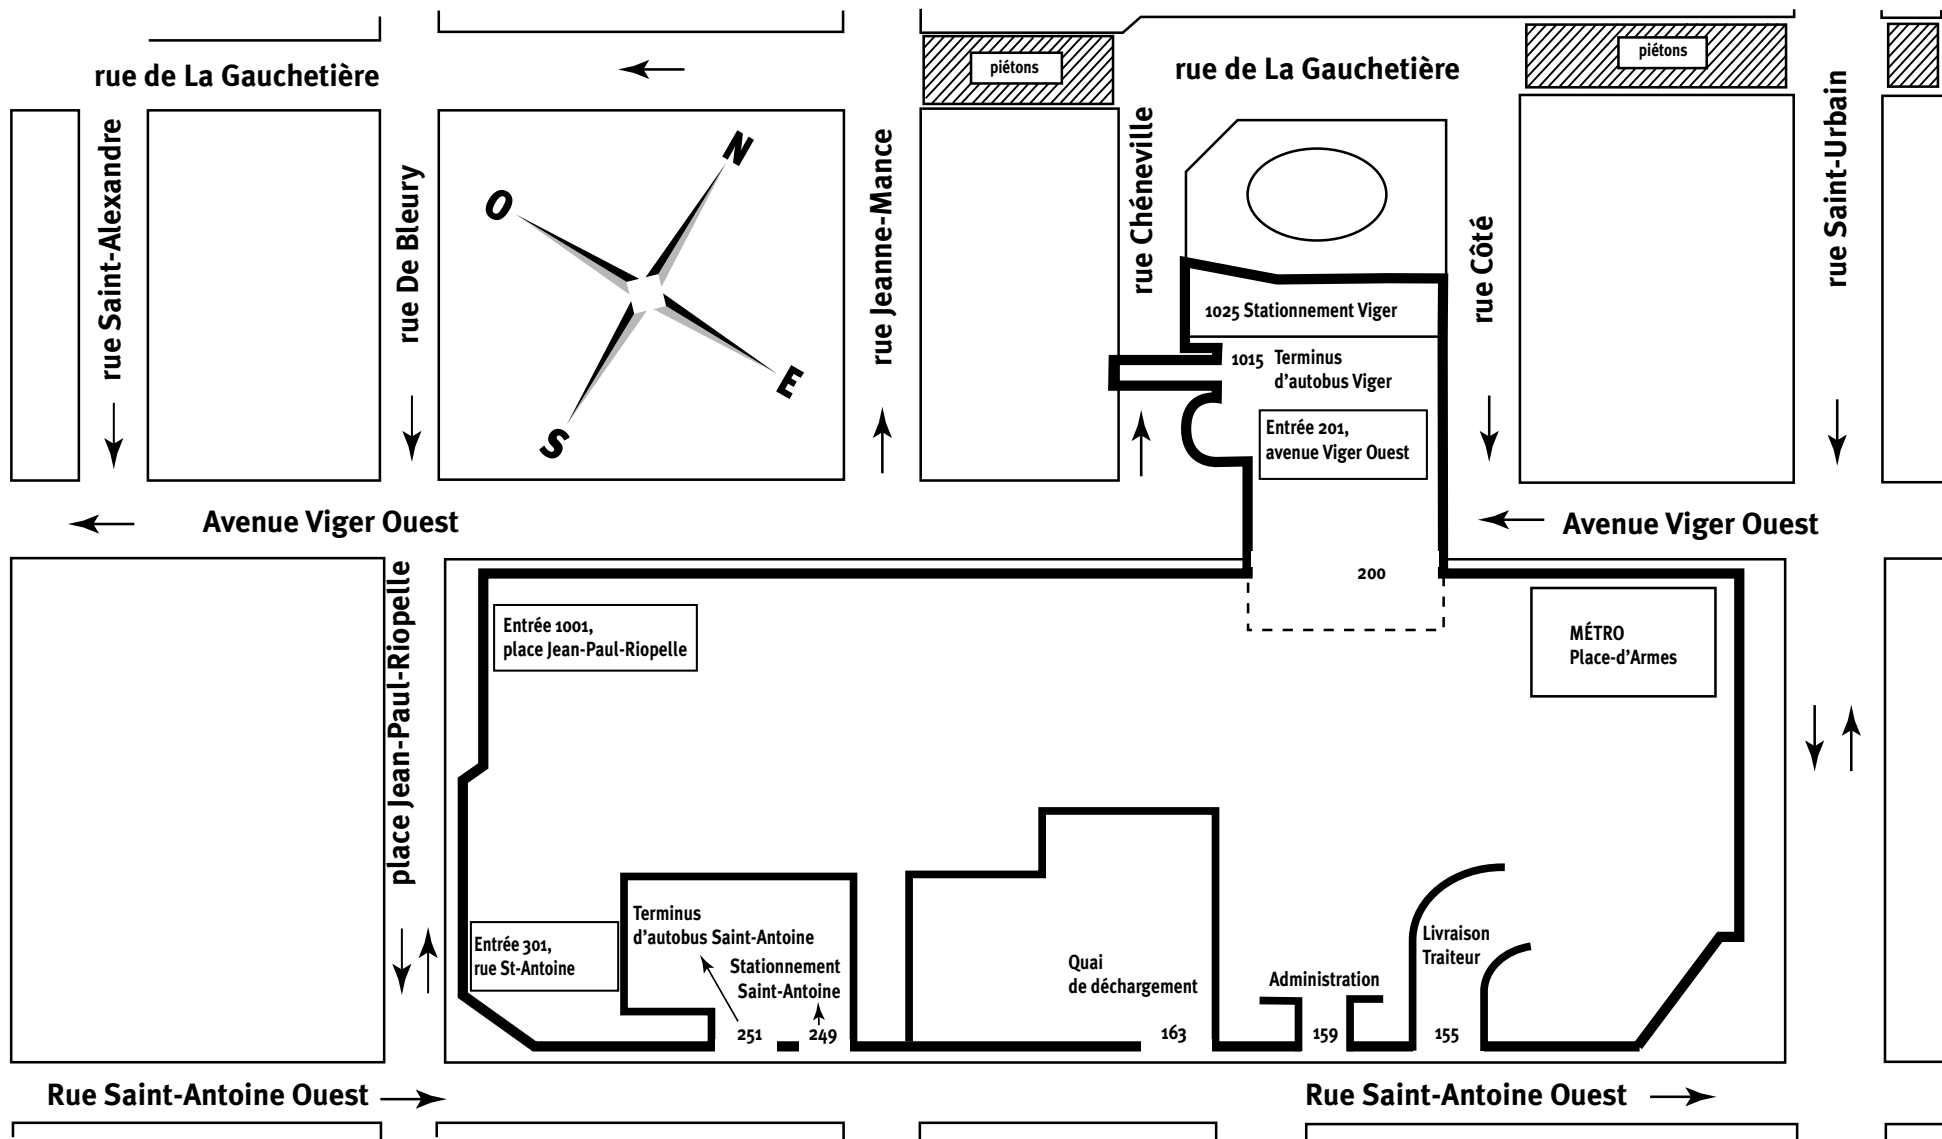 piétons
piétons
rue de La Gauchetière
rue de La Gauchetière
rue Saint-Alexandre
rue De Bleury
rue Jeanne-Mance
rue Chéneville
rue Côté
rue Saint-Urbain
N
O
E
S
1025 Stationnement Viger
1015 Terminus
d'autobus Viger
Entrée 201,
avenue Viger Ouest
Avenue Viger Ouest
Avenue Viger Ouest
200
place Jean-Paul-Riopelle
Entrée 1001,
place Jean-Paul-Riopelle
MÉTRO
Place-d'Armes
Entrée 301,
rue St-Antoine
Terminus
d'autobus Saint-Antoine
Stationnement
Saint-Antoine
251
249
Quai
de déchargement
163
Administration
159
Livraison
Traiteur
155
Rue Saint-Antoine Ouest
Rue Saint-Antoine Ouest